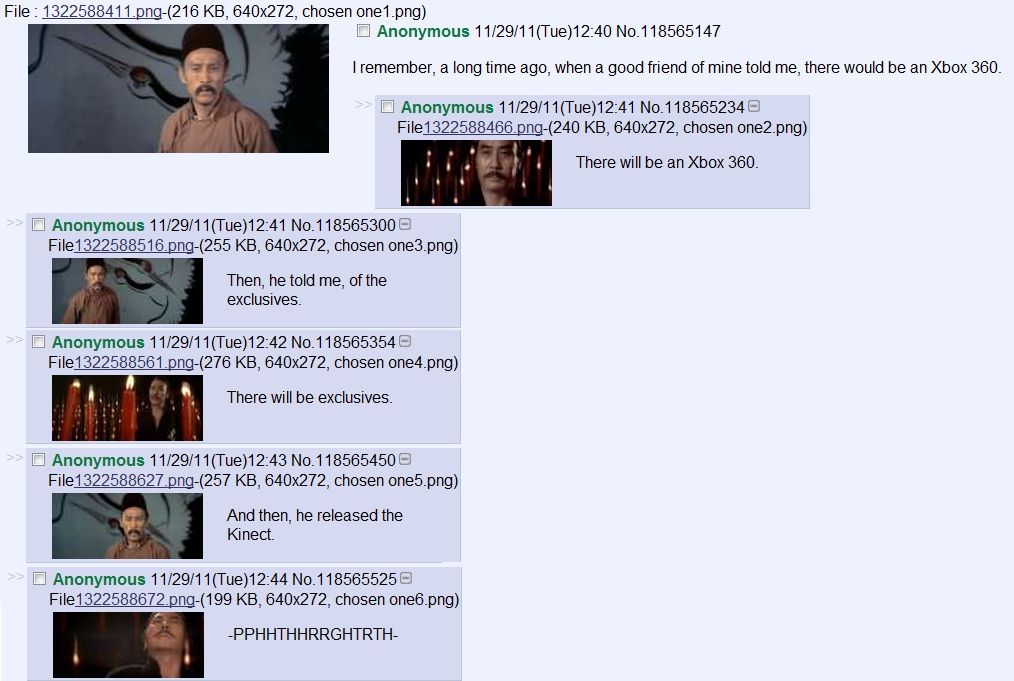 File : 1322588411.png-(216 KB, 640x272, chosen one1.png)
Anonymous 11/29/11(Tue)12:40 No.118565147
I remember, a long time ago, when a good friend of mine told me, there would be an Xbox 360.
>> Anonymous 11/29/11(Tue)12:41 No.118565234
File1322588466.png-(240 KB, 640x272, chosen one2.png)
There will be an Xbox 360.
>> Anonymous 11/29/11(Tue)12:41 No.118565300
File1322588516.png-(255 KB, 640x272, chosen one3.png)
Then, he told me, of the
exclusives.
>> Anonymous 11/29/11(Tue)12:42 No.118565354
File1322588561.png-(276 KB, 640x272, chosen one4.png)
There will be exclusives.
>> Anonymous 11/29/11(Tue)12:43 No.118565450
File1322588627.png-(257 KB, 640x272, chosen one5.png)
And then, he released the
Kinect.
>> Anonymous 11/29/11(Tue)12:44 No.118565525
File1322588672.png-(199 KB, 640x272, chosen one6.png)
-PPHHTHHRRGHTRTH-